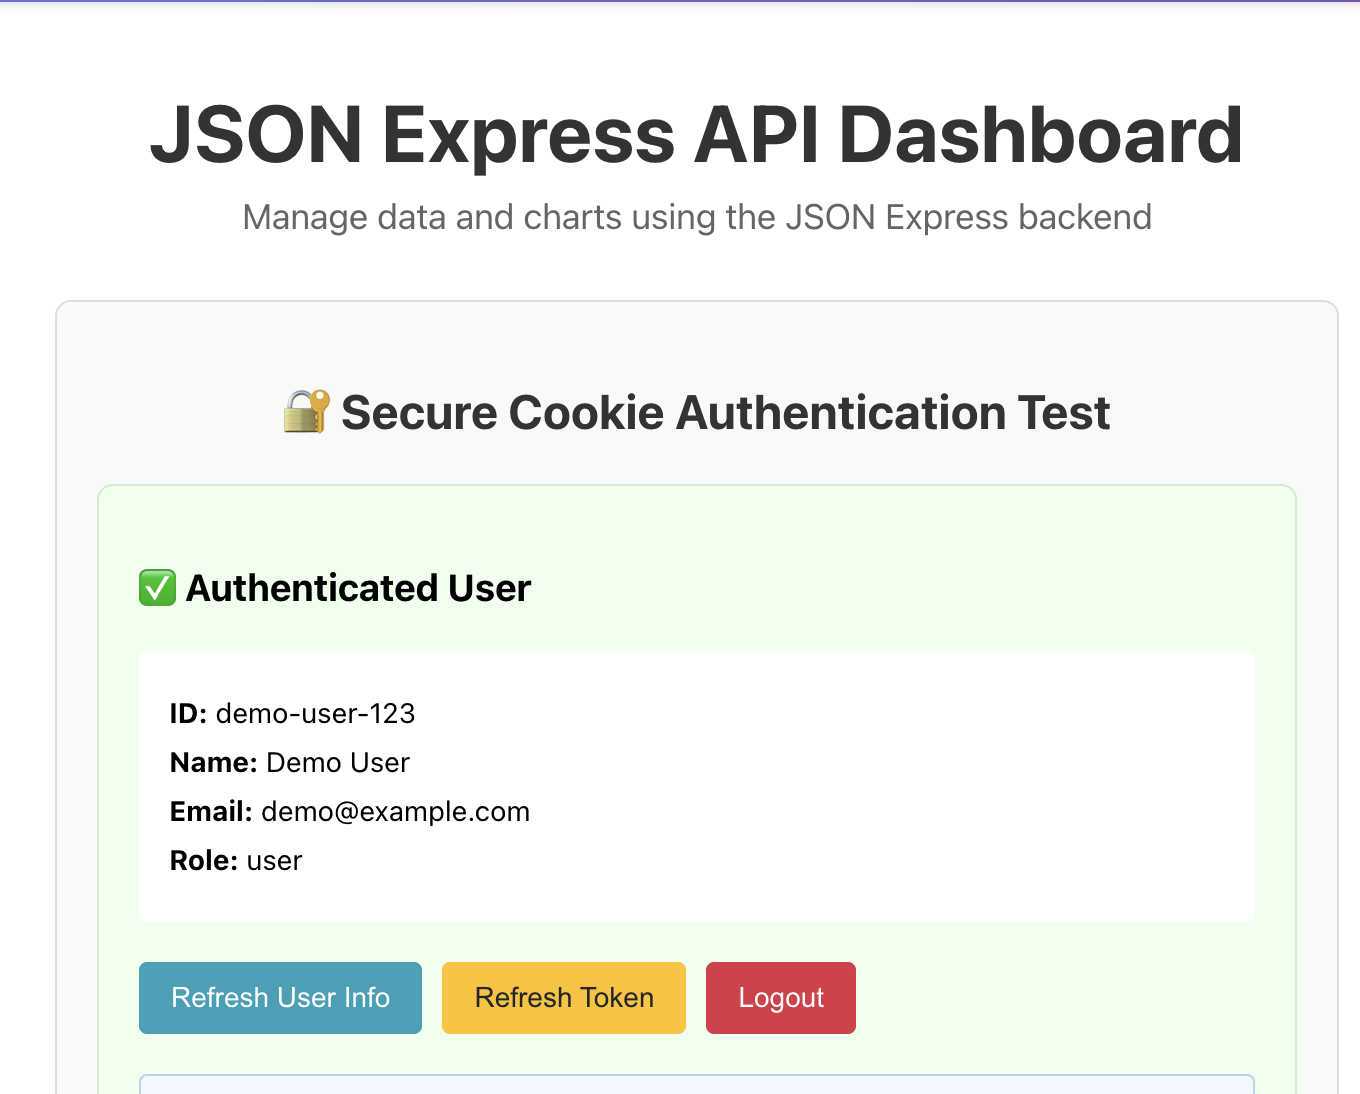 JSON Express API Dashboard
Manage data and charts using the JSON Express backend
🔐 Secure Cookie Authentication Test
✅ Authenticated User
ID: demo-user-123
Name: Demo User
Email: demo@example.com
Role: user
Refresh User Info
Refresh Token
Logout